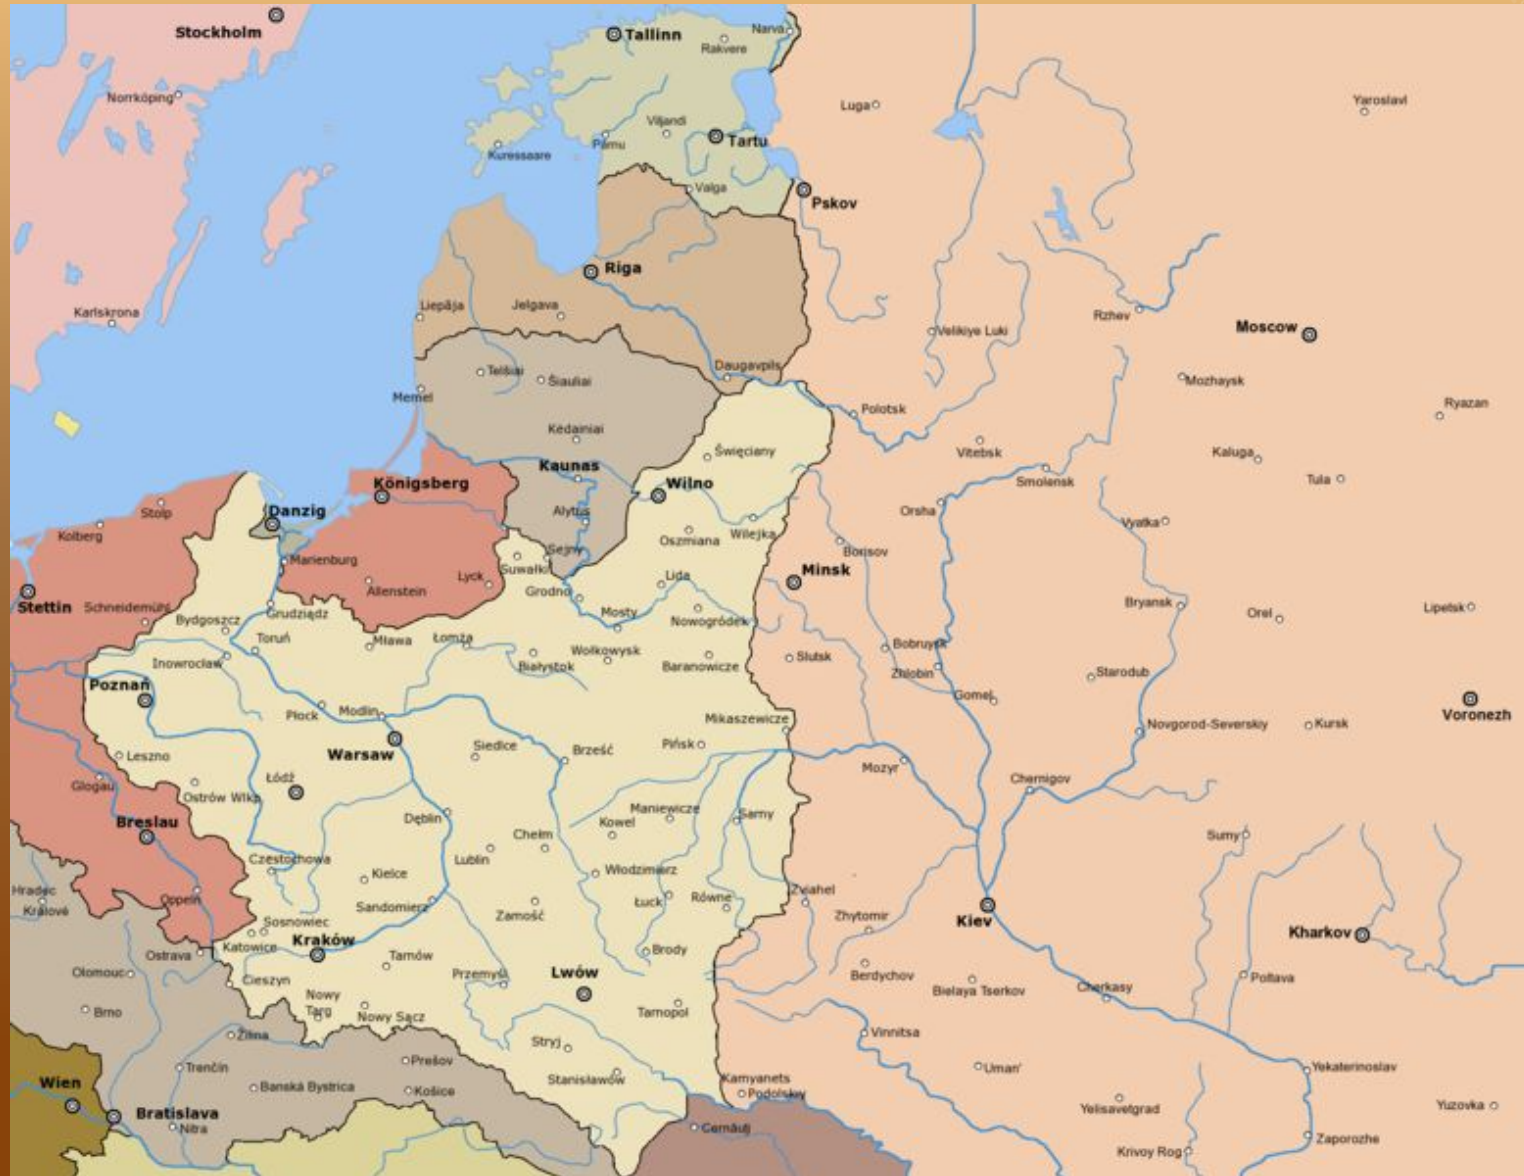 Stockholm
Tallinn
Narva
Rakvere
Norrköping
Luga
Yaroslavl
Viljandi
Pärnu
Tartu
Kuressaare
Valga
Pskov
Riga
Liepāja
Jelgava
Karlskrona
Rzhev
Moscow
Velikiye Luki
Daugavpils
Telšiai
Šiauliai
Mozhaysk
Memel
Polotsk
Ryazan
Kėdainiai
Święciany
Vitebsk
Kaluga
Kaunas
Königsberg
Wilno
Smolensk
Tula
Stolp
Danzig
Alytus
Orsha
Vyatka
Kolberg
Oszmiana
Wilejka
Borisov
Marienburg
Sejny
Suwałki
Minsk
Allenstein
Lyck
Lida
Stettin
Grodno
Schneidemühl
Grudziądz
Mosty
Nowogródek
Bryansk
Orel
Lipetsk
Bydgoszcz
Toruń
Mława
Łomża
Wołkowysk
Bobruysk
Inowrocław
Białystok
Baranowicze
Slutsk
Zhlobin
Starodub
Poznań
Gomel
Płock
Modlin
Mikaszewicze
Voronezh
Novgorod-Severskiy
Kursk
Warsaw
Siedlce
Brześć
Pińsk
Leszno
Mozyr
Łódź
Chernigov
Glogau
Ostrów Wlkp.
Maniewicze
Sarny
Breslau
Dęblin
Kowel
Chełm
Sumy
Częstochowa
Lublin
Kielce
Włodzimierz
Hradec
Králové
Oppeln
Sandomierz
Zamość
Łuck
Równe
Zviahel
Zhytomir
Kiev
Sosnowiec
Katowice
Kraków
Kharkov
Ostrava
Tarnów
Brody
Olomouc
Cieszyn
Przemyśl
Lwów
Berdychov
Bielaya Tserkov
Poltava
Cherkasy
Nowy
Targ
Nowy Sącz
Tarnopol
Brno
Žilina
Stryj
Vinnitsa
Trenčín
Prešov
Uman'
Yekaterinoslav
Wien
Banská Bystrica
Košice
Stanisławów
Kamyanets
Podolskiy
Bratislava
Nitra
Cernăuţi
Yelisavetgrad
Yuzovka
Krivoy Rog
Zaporozhe